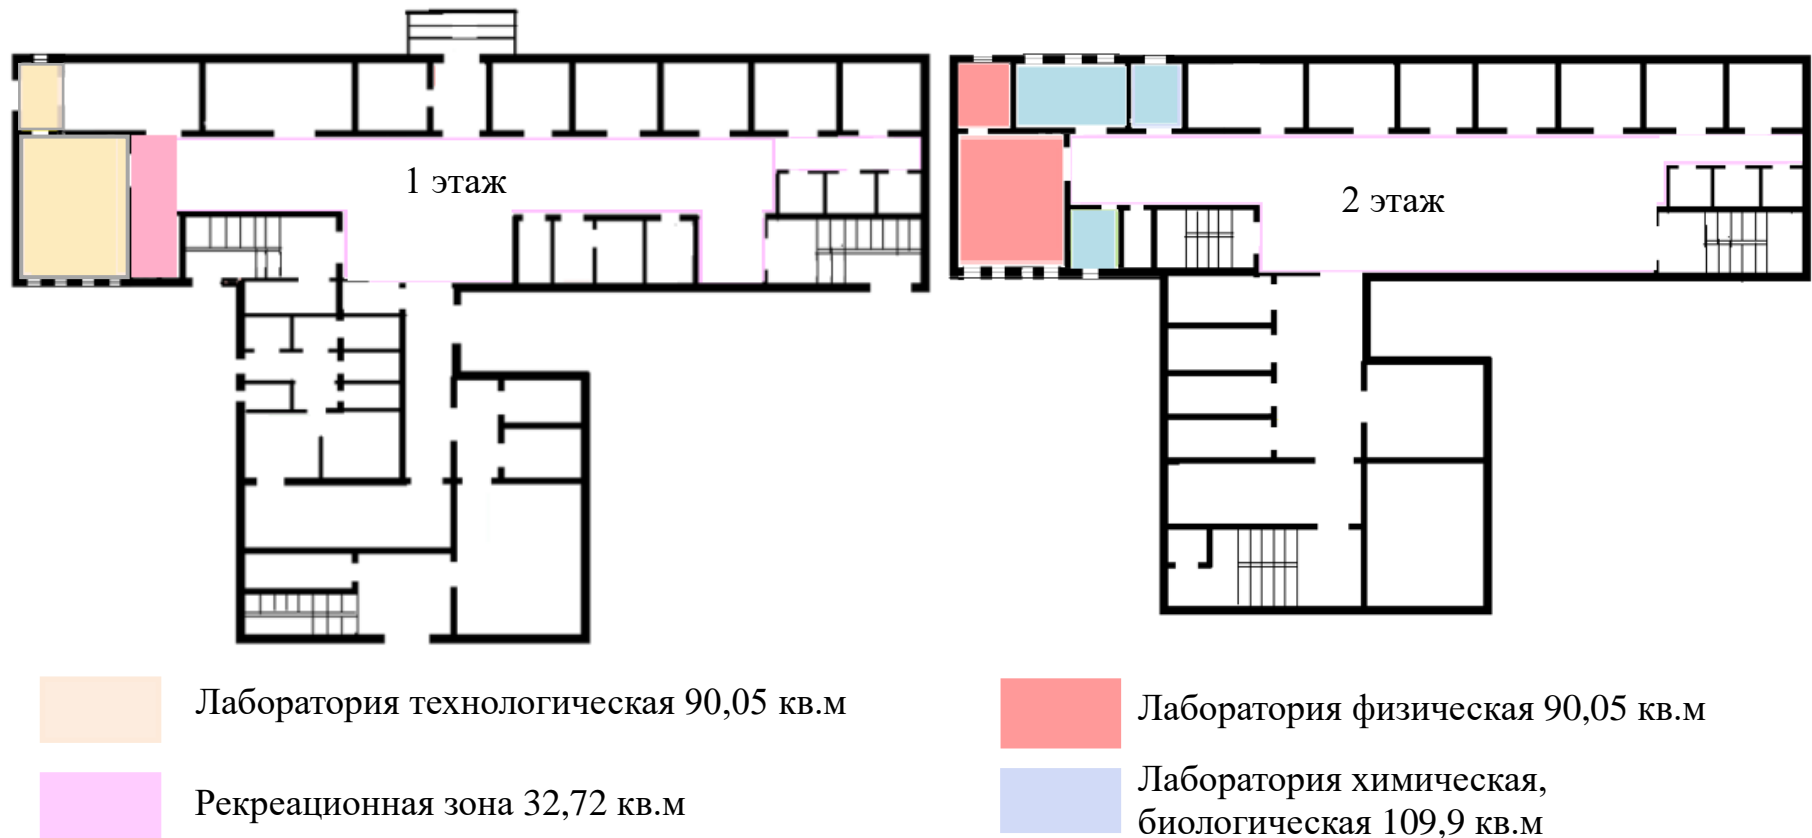 1 этаж
2 этаж
Лаборатория технологическая 90,05 кв.м
Рекреационная зона 32,72 кв.м
Лаборатория физическая 90,05 кв.м
Лаборатория химическая,
биологическая 109,9 кв.м